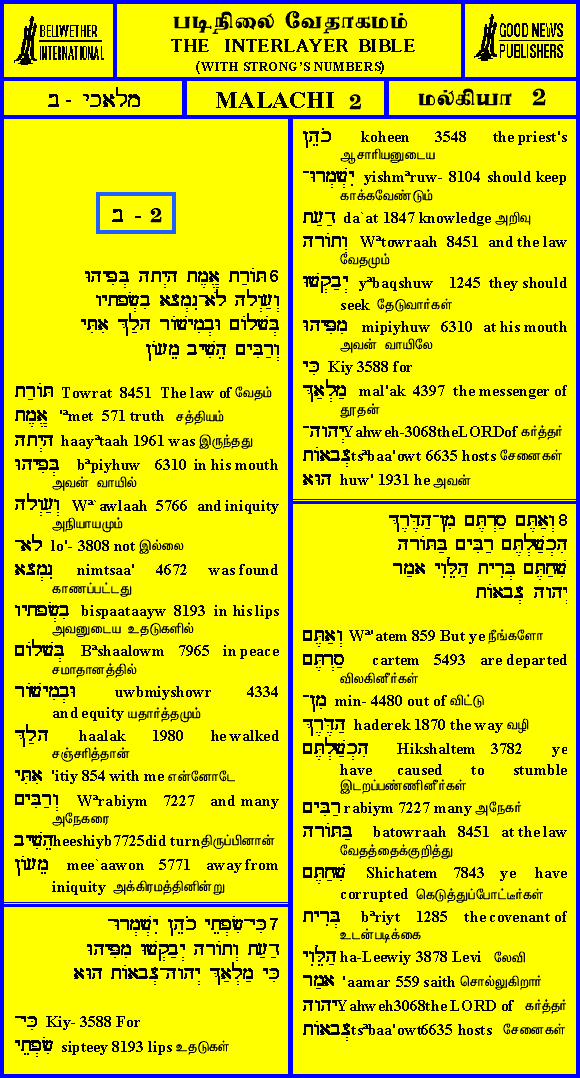 BELLWETHER
INTERNATIONAL
படிநிலை வேதாகமம்
THE INTERLAYER BIBLE
(WITH STRONG'S NUMBERS)
GOOD NEWS
PUBLISHERS
מלאכי - ב
MALACHI 2
மல்கியா 2
ב - 2
6 תּוֹרַת אֱמֶת הָיְתָה בְּפִיהוּ
וְעַוְלָה לֹא־נִמְצָא בִשְׂפָתָיו
בְּשָׁלוֹם וּבְמִישׁוֹר הָלַךְ אִתִּי
וְרַבִּים הֵשִׁיב מֵעָוֹן
תּוֹרַת Towrat 8451 The law of வேதம்
אֱמֶת 'ᵉmet 571 truth சத்தியம்
הָיְתָה haayᵃtaah 1961 was இருந்தது
בְּפִיהוּ bᵃpiyhuw 6310 in his mouth
அவன் வாயில்
וְעַוְלָה Wᵃ`awlaah 5766 and iniquity
அநியாயமும்
לֹא־ lo'- 3808 not இல்லை
נִמְצָא nimtsaa' 4672 was found
காணப்பட்டது
בִשְׂפָתָיו bispaataayw 8193 in his lips
அவனுடைய உதடுகளில்
בְּשָׁלוֹם Bᵃshaalowm 7965 in peace
சமாதானத்தில்
וּבְמִישׁוֹר uwbmiyshowr 4334
and equity யதார்த்தமும்
הָלַךְ haalak 1980 he walked
சஞ்சரித்தான்
אִתִּי 'itiy 854 with me என்னோடே
וְרַבִּים Wᵃrabiym 7227 and many
அநேகரை
הֵשִׁיב heeshiyb 7725 did turn திருப்பினான்
מֵעָוֹן mee`aawon 5771 away from
iniquity அக்கிரமத்தினின்று
7 כִּי־שִׂפְתֵי כֹהֵן יִשְׁמְרוּ־
דַעַת וְתוֹרָה יְבַקְשׁוּ מִפִּיהוּ
כִּי מַלְאַךְ יְהוָה־צְבָאוֹת הוּא
כִּי־ Kiy- 3588 For
שִׂפְתֵי sipteey 8193 lips உதடுகள்
כֹהֵן koheen 3548 the priest's
ஆசாரியனுடைய
יִשְׁמְרוּ־ yishmᵃruw- 8104 should keep
காக்கவேண்டும்
דַעַת da`at 1847 knowledge அறிவு
וְתוֹרָה Wᵃtowraah 8451 and the law
வேதமும்
יְבַקְשׁוּ yᵃbaqshuw 1245 they should
seek தேடுவார்கள்
מִפִּיהוּ mipiyhuw 6310 at his mouth
அவன் வாயிலே
כִּי Kiy 3588 for
מַלְאַךְ mal'ak 4397 the messenger of
தூதன்
יְהוָה־ Yahweh-3068 the LORD of கர்த்தர்
צְבָאוֹת tsᵃbaa'owt 6635 hosts சேனைகள்
הוּא huw' 1931 he அவன்
8 וְאַתֶּם סַרְתֶּם מִן־הַדֶּרֶךְ
הִכְשַׁלְתֶּם רַבִּים בַּתּוֹרָה
שִׁחַתֶּם בְּרִית הַלֵּוִי אָמַר
יְהוָה צְבָאוֹת
וְאַתֶּם Wᵃ'atem 859 But ye நீங்களோ
סַרְתֶּם cartem 5493 are departed
விலகினீர்கள்
מִן־ min- 4480 out of விட்டு
הַדֶּרֶךְ haderek 1870 the way வழி
הִכְשַׁלְתֶּם Hikshaltem 3782 ye
have caused to stumble
இடறப்பண்ணினீர்கள்
רַבִּים rabiym 7227 many அநேகர்
בַּתּוֹרָה batowraah 8451 at the law
வேதத்தைக்குறித்து
שִׁחַתֶּם Shichatem 7843 ye have
corrupted கெடுத்துப்போட்டீர்கள்
בְּרִית bᵃriyt 1285 the covenant of
உடன்படிக்கை
הַלֵּוִי ha-Leewiy 3878 Levi லேவி
אָמַר 'aamar 559 saith சொல்லுகிறார்
יְהוָה Yahweh 3068 the LORD of கர்த்தர்
צְבָאוֹת tsᵃbaa'owt 6635 hosts சேனைகள்